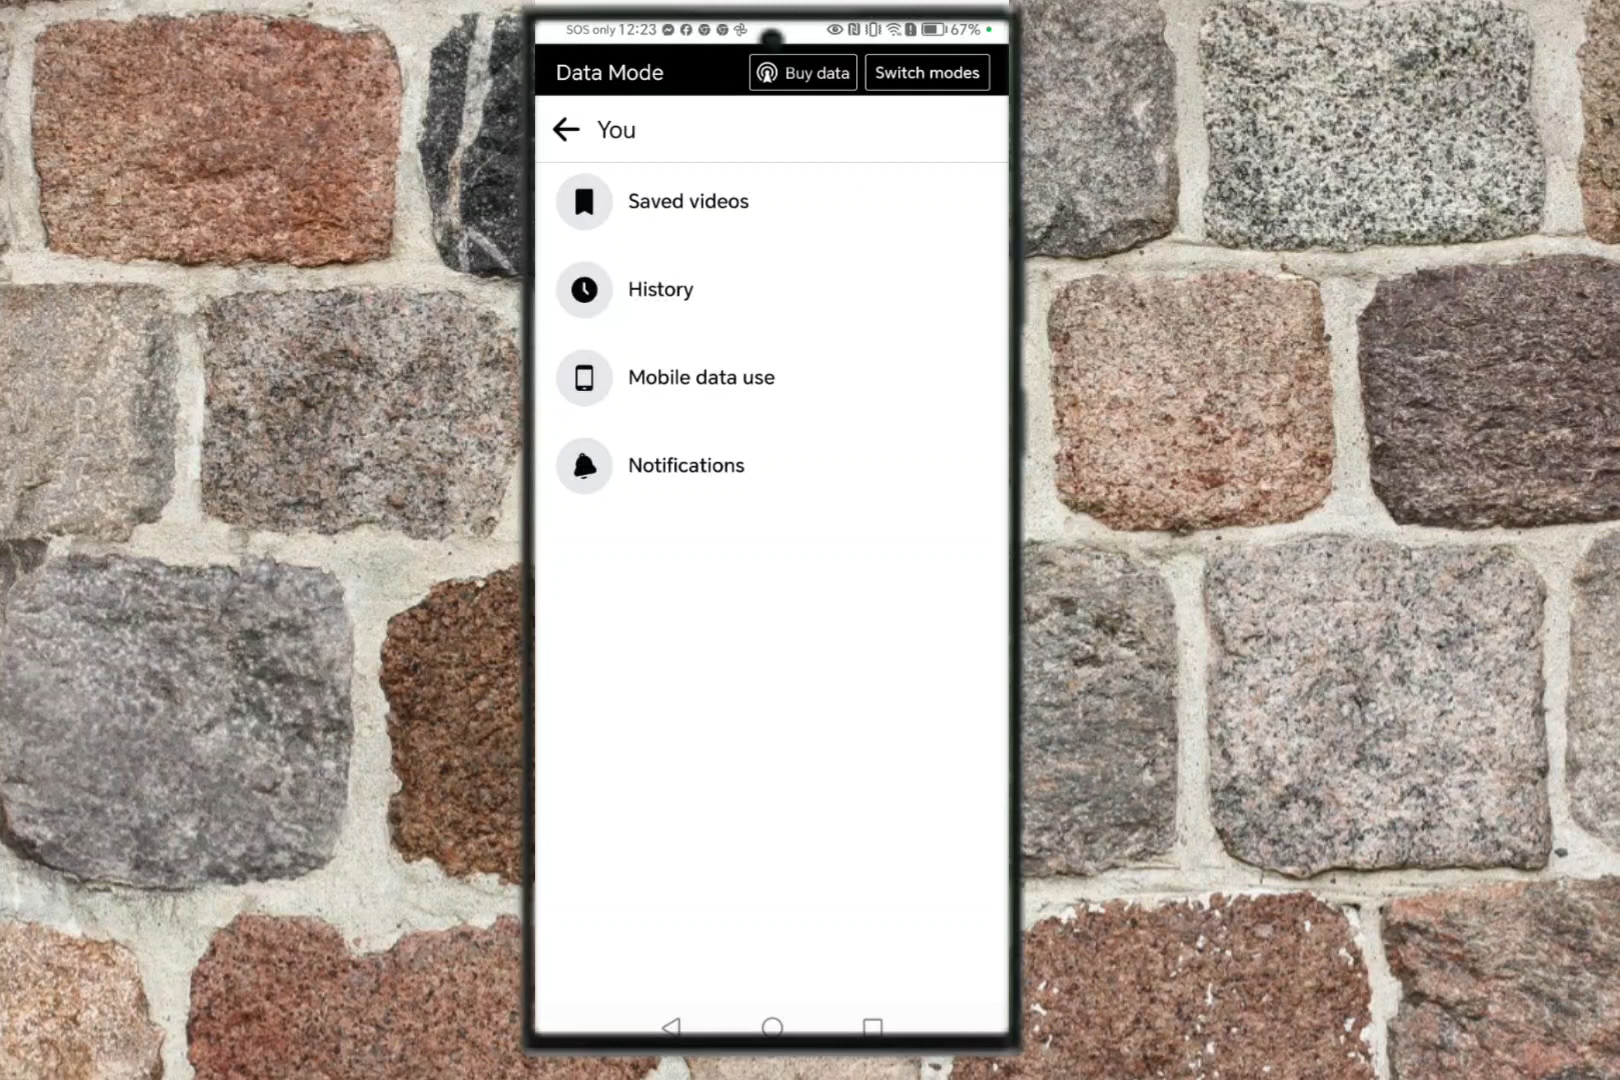 SOS only 12:23 67%
Data Mode Buy data Switch modes
You
Saved videos
History
Mobile data use
Notifications